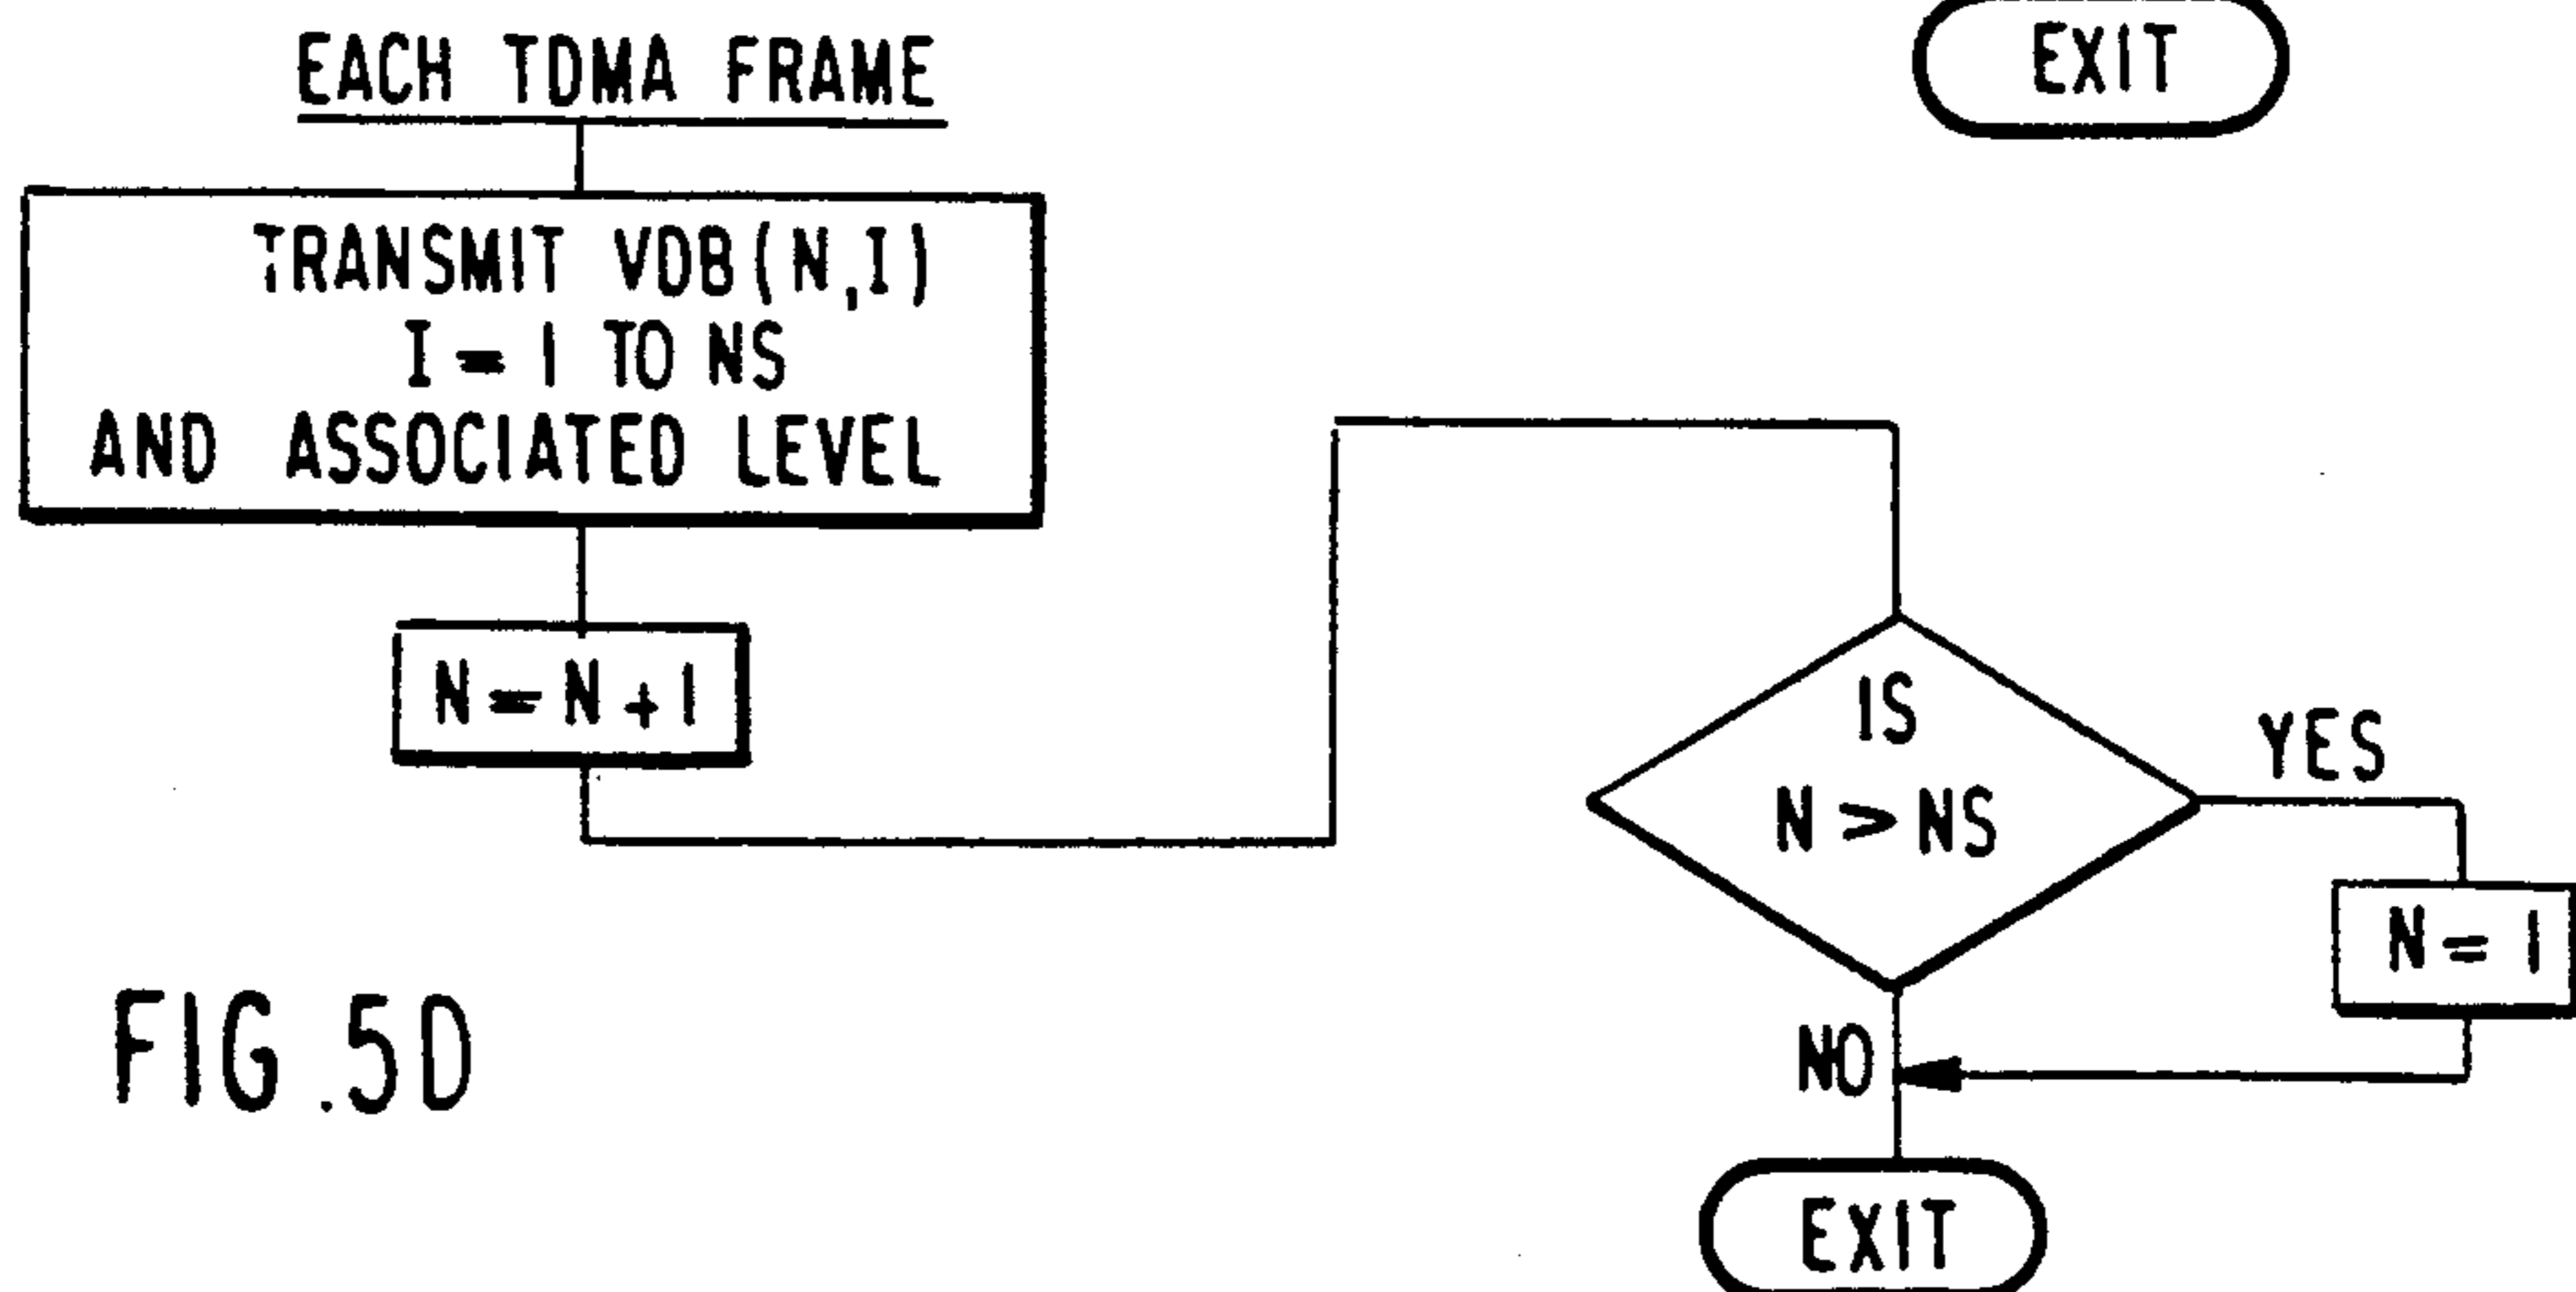 EACH TDMA FRAME
EXIT
TRANSMIT VDB(N,I)
I = 1 TO NS
AND ASSOCIATED LEVEL
N = N + 1
IS
N > NS
YES
N = 1
NO
EXIT
FIG.5D